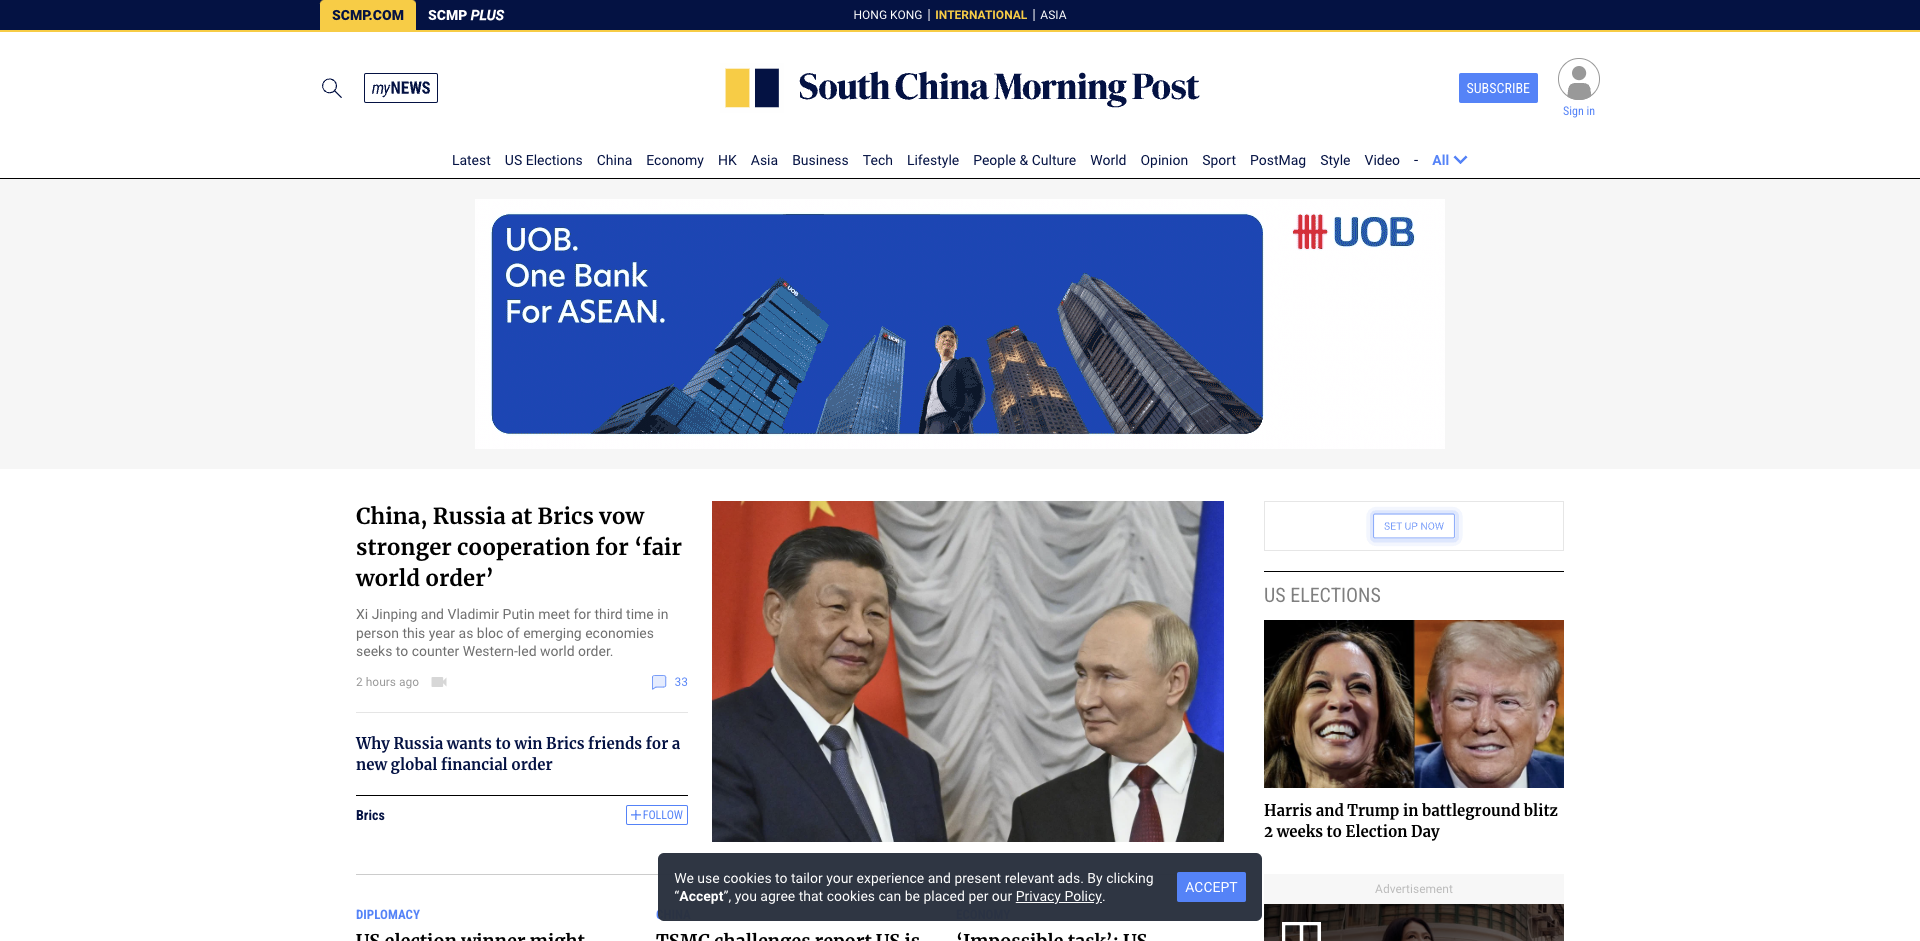 SCMP.COM
SCMP PLUS
HONG KONG | INTERNATIONAL | ASIA
myNEWS
South China Morning Post
SUBSCRIBE
Sign in
Latest US Elections China Economy HK Asia Business Tech Lifestyle People & Culture World Opinion Sport PostMag Style Video - All
UOB.
One Bank
For ASEAN.
UOB
UOB
UOB
China, Russia at Brics vow
stronger cooperation for ‘fair
world order’
Xi Jinping and Vladimir Putin meet for third time in
person this year as bloc of emerging economies
seeks to counter Western-led world order.
2 hours ago
33
Why Russia wants to win Brics friends for a
new global financial order
Brics
+FOLLOW
SET UP NOW
US ELECTIONS
Harris and Trump in battleground blitz
2 weeks to Election Day
Advertisement
We use cookies to tailor your experience and present relevant ads. By clicking
“Accept”, you agree that cookies can be placed per our Privacy Policy.
ACCEPT
DIPLOMACY
US election winner might
TSMC challenges report US is
‘Impossible task’: US